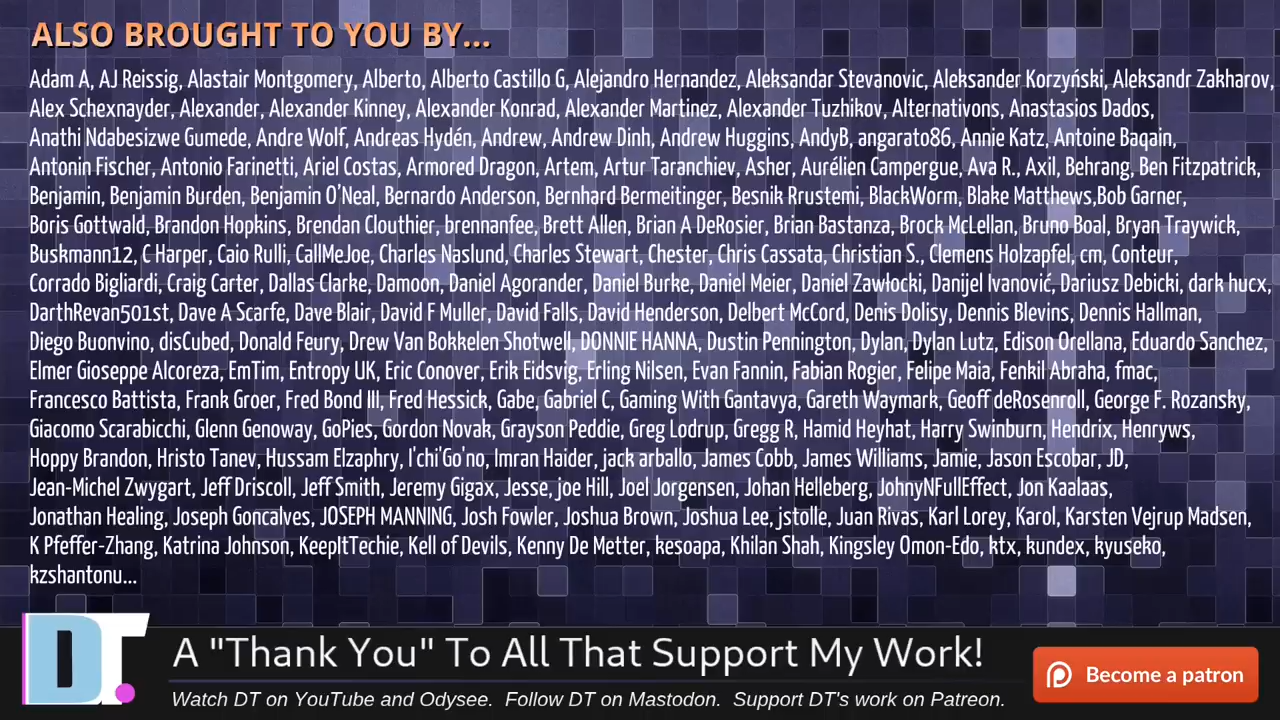 ALSO BROUGHT TO YOU BY...
Adam A, AJ Reissig, Alastair Montgomery, Alberto, Alberto Castillo G, Alejandro Hernandez, Aleksandar Stevanovic, Aleksander Korzyński, Aleksandr Zakharov,
Alex Schexnayder, Alexander, Alexander Kinney, Alexander Konrad, Alexander Martinez, Alexander Tuzhikov, Alternativons, Anastasios Dados,
Anathi Ndabesizwe Gumede, Andre Wolf, Andreas Hydén, Andrew, Andrew Dinh, Andrew Huggins, AndyB, angarato86, Annie Katz, Antoine Baqain,
Antonin Fischer, Antonio Farinetti, Ariel Costas, Armored Dragon, Artem, Artur Taranchiev, Asher, Aurélien Campergue, Ava R., Axil, Behrang, Ben Fitzpatrick,
Benjamin, Benjamin Burden, Benjamin O'Neal, Bernardo Anderson, Bernhard Bermeitinger, Besnik Rrustemi, BlackWorm, Blake Matthews,Bob Garner,
Boris Gottwald, Brandon Hopkins, Brendan Clouthier, brennanfee, Brett Allen, Brian A DeRosier, Brian Bastanza, Brock McLellan, Bruno Boal, Bryan Traywick,
Buskmann12, C Harper, Caio Rulli, CallMeJoe, Charles Naslund, Charles Stewart, Chester, Chris Cassata, Christian S., Clemens Holzapfel, cm, Conteur,
Corrado Bigliardi, Craig Carter, Dallas Clarke, Damoon, Daniel Agorander, Daniel Burke, Daniel Meier, Daniel Zawłocki, Danijel Ivanović, Dariusz Debicki, dark hucx,
DarthRevan501st, Dave A Scarfe, Dave Blair, David F Muller, David Falls, David Henderson, Delbert McCord, Denis Dolisy, Dennis Blevins, Dennis Hallman,
Diego Buonvino, disCubed, Donald Feury, Drew Van Bokkelen Shotwell, DONNIE HANNA, Dustin Pennington, Dylan, Dylan Lutz, Edison Orellana, Eduardo Sanchez,
Elmer Gioseppe Alcoreza, EmTim, Entropy UK, Eric Conover, Erik Eidsvig, Erling Nilsen, Evan Fannin, Fabian Rogier, Felipe Maia, Fenkil Abraha, fmac,
Francesco Battista, Frank Groer, Fred Bond III, Fred Hessick, Gabe, Gabriel C, Gaming With Gantavya, Gareth Waymark, Geoff deRosenroll, George F. Rozansky,
Giacomo Scarabicchi, Glenn Genoway, GoPies, Gordon Novak, Grayson Peddie, Greg Lodrup, Gregg R, Hamid Heyhat, Harry Swinburn, Hendrix, Henryws,
Hoppy Brandon, Hristo Tanev, Hussam Elzaphry, I'chi'Go'no, Imran Haider, jack arballo, James Cobb, James Williams, Jamie, Jason Escobar, JD,
Jean-Michel Zwygart, Jeff Driscoll, Jeff Smith, Jeremy Gigax, Jesse, joe Hill, Joel Jorgensen, Johan Helleberg, JohnyNFullEffect, Jon Kaalaas,
Jonathan Healing, Joseph Goncalves, JOSEPH MANNING, Josh Fowler, Joshua Brown, Joshua Lee, jstolle, Juan Rivas, Karl Lorey, Karol, Karsten Vejrup Madsen,
K Pfeffer-Zhang, Katrina Johnson, KeepItTechie, Kell of Devils, Kenny De Metter, kesoapa, Khilan Shah, Kingsley Omon-Edo, ktx, kundex, kyuseko,
kzshantonu...
DT
A "Thank You" To All That Support My Work!
Watch DT on YouTube and Odysee. Follow DT on Mastodon. Support DT's work on Patreon.
Become a patron